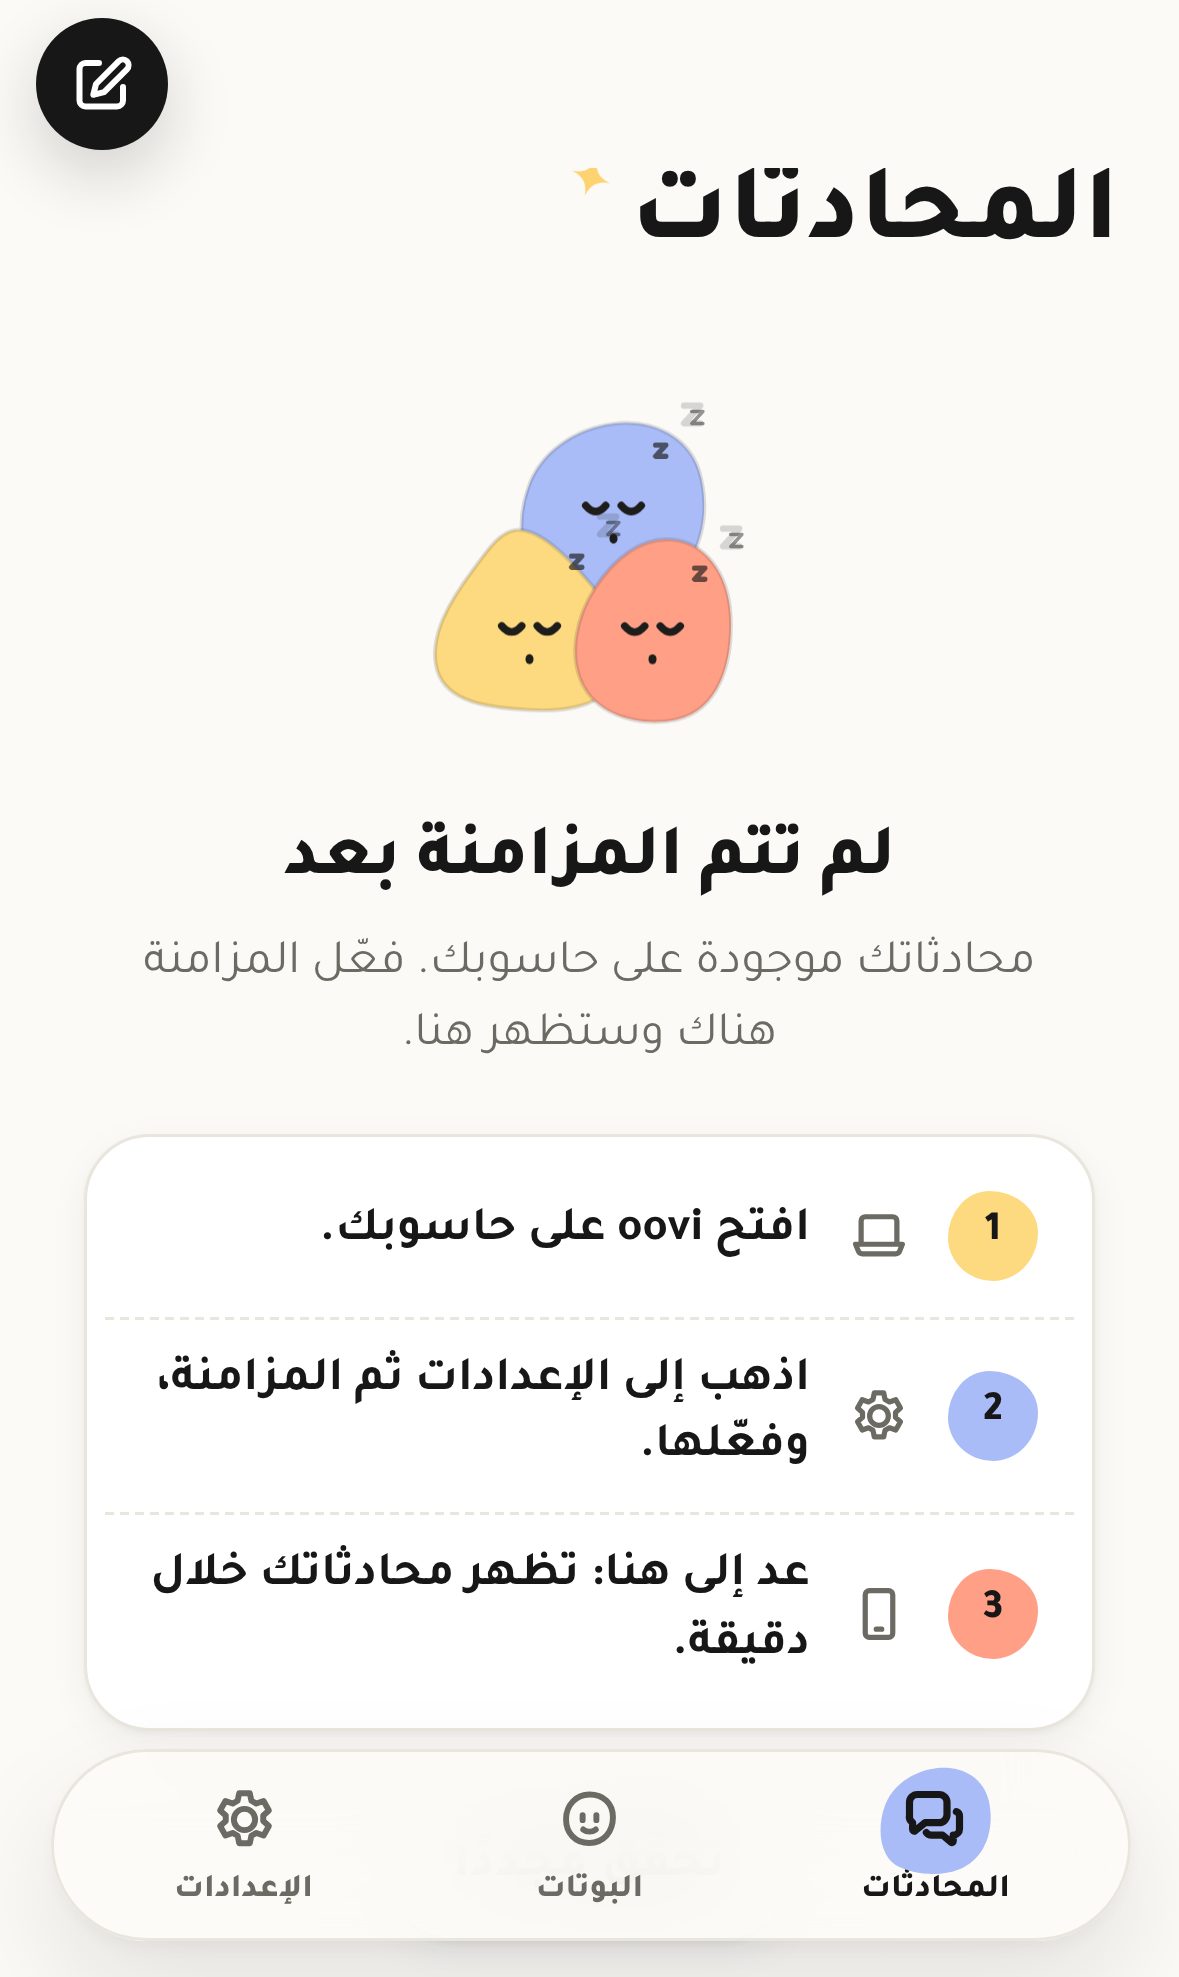 المحادثات
z
z
z
z
z
z
لم تتم المزامنة بعد
محادثاتك موجودة على حاسوبك. فعّل المزامنة
هناك وستظهر هنا.
1
افتح oovi على حاسوبك.
2
اذهب إلى الإعدادات ثم المزامنة،
وفعّلها.
3
عد إلى هنا: تظهر محادثاتك خلال
دقيقة.
المحادثات
البوتات
الإعدادات